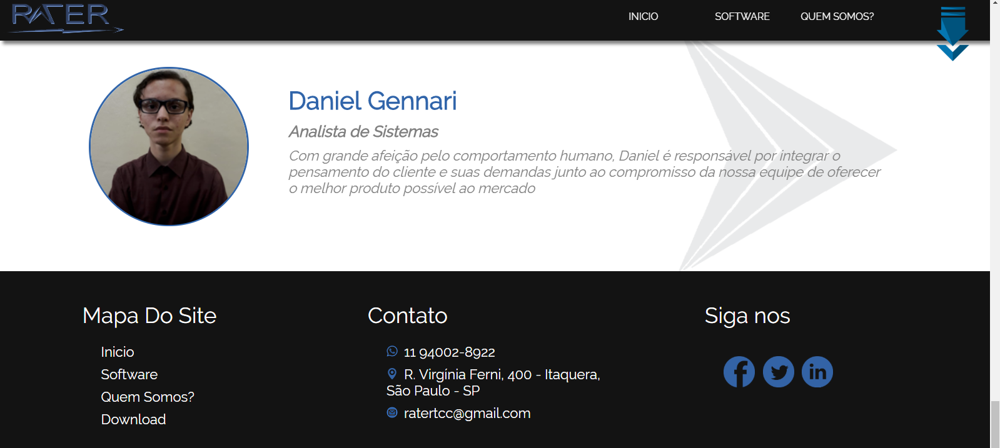 RATER
INICIO SOFTWARE QUEM SOMOS?
Daniel Gennari
Analista de Sistemas
Com grande afeição pelo comportamento humano, Daniel é responsável por integrar o
pensamento do cliente e suas demandas junto ao compromisso da nossa equipe de oferecer
o melhor produto possível ao mercado
Mapa Do Site
Inicio
Software
Quem Somos?
Download
Contato
11 94002-8922
R. Virgínia Ferni, 400 - Itaquera,
São Paulo - SP
ratertcc@gmail.com
Siga nos